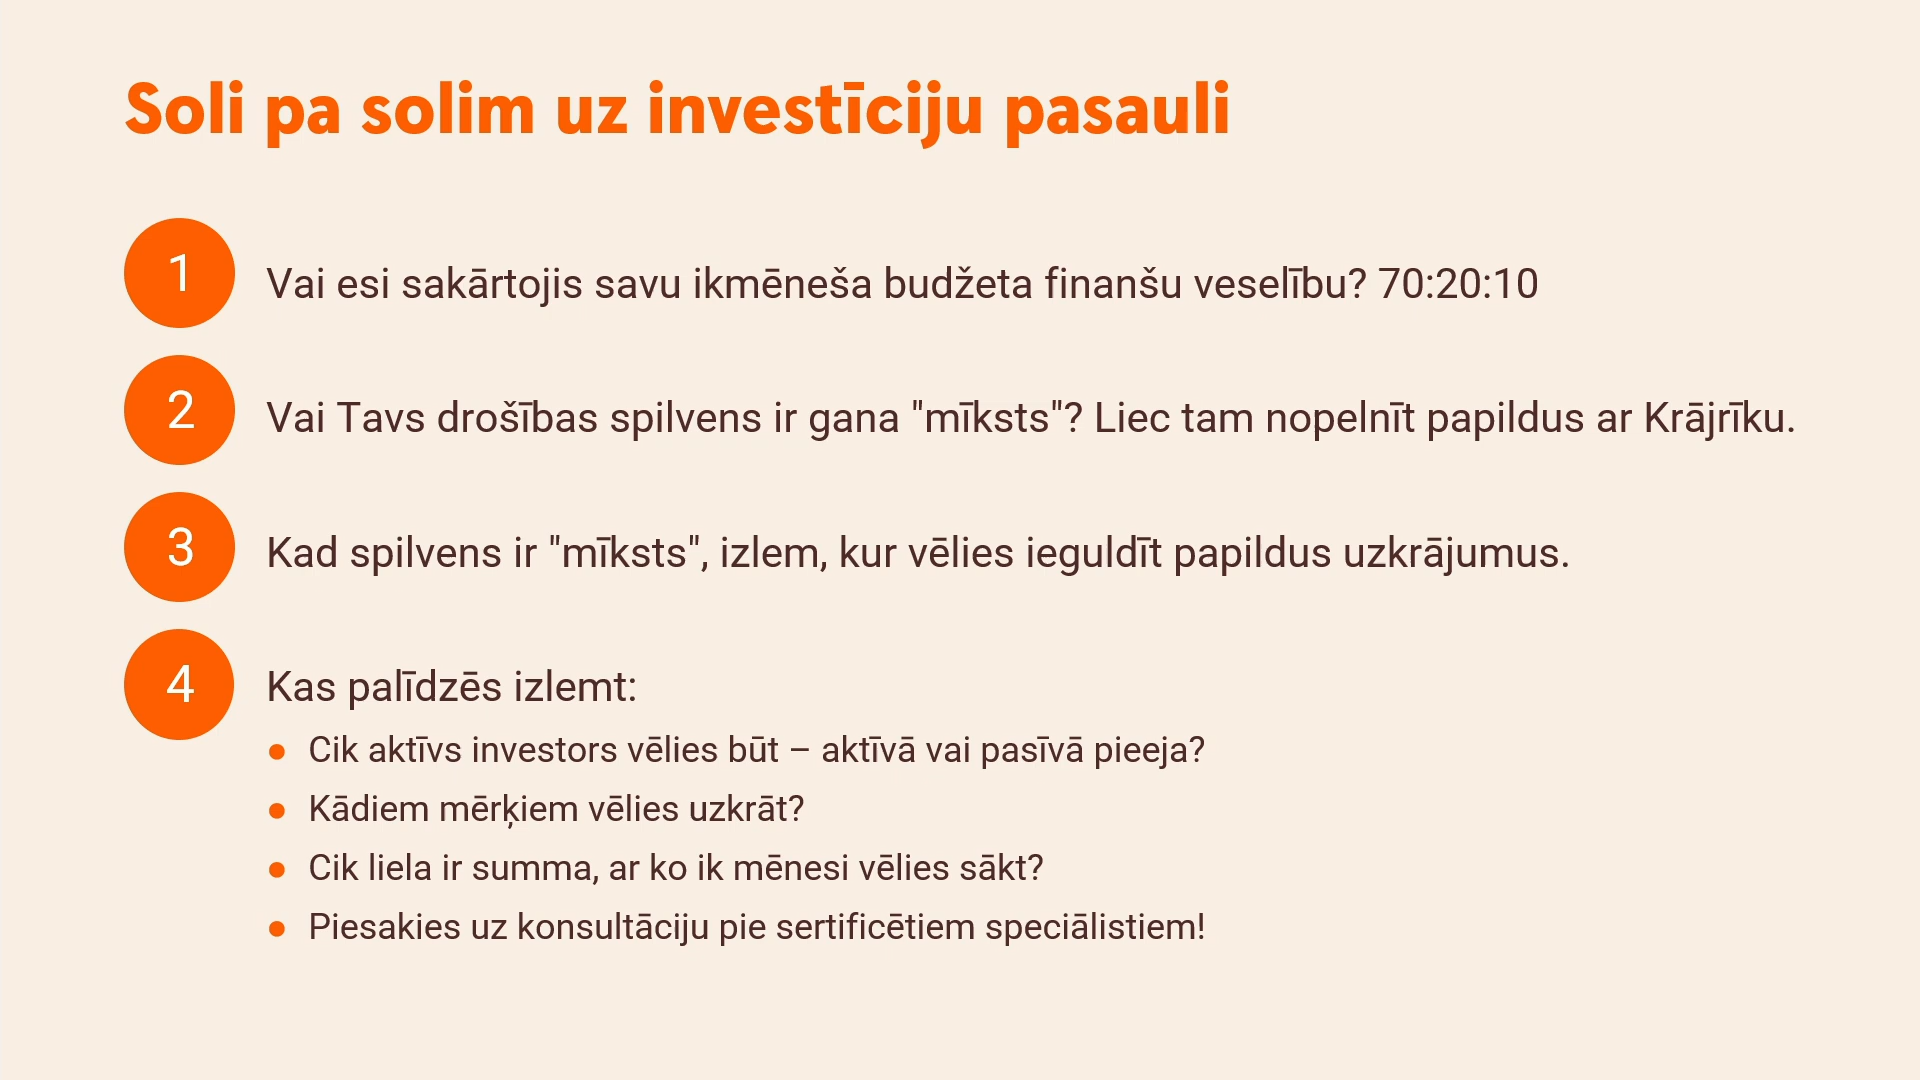 Soli pa solim uz investīciju pasauli
1
Vai esi sakārtojis savu ikmēneša budžeta finanšu veselību? 70:20:10
2
Vai Tavs drošības spilvens ir gana "mīksts"? Liec tam nopelnīt papildus ar Krājrīku.
3
Kad spilvens ir "mīksts", izlem, kur vēlies ieguldīt papildus uzkrājumus.
4
Kas palīdzēs izlemt:
● Cik aktīvs investors vēlies būt – aktīvā vai pasīvā pieeja?
● Kādiem mērķiem vēlies uzkrāt?
● Cik liela ir summa, ar ko ik mēnesi vēlies sākt?
● Piesakies uz konsultāciju pie sertificētiem speciālistiem!